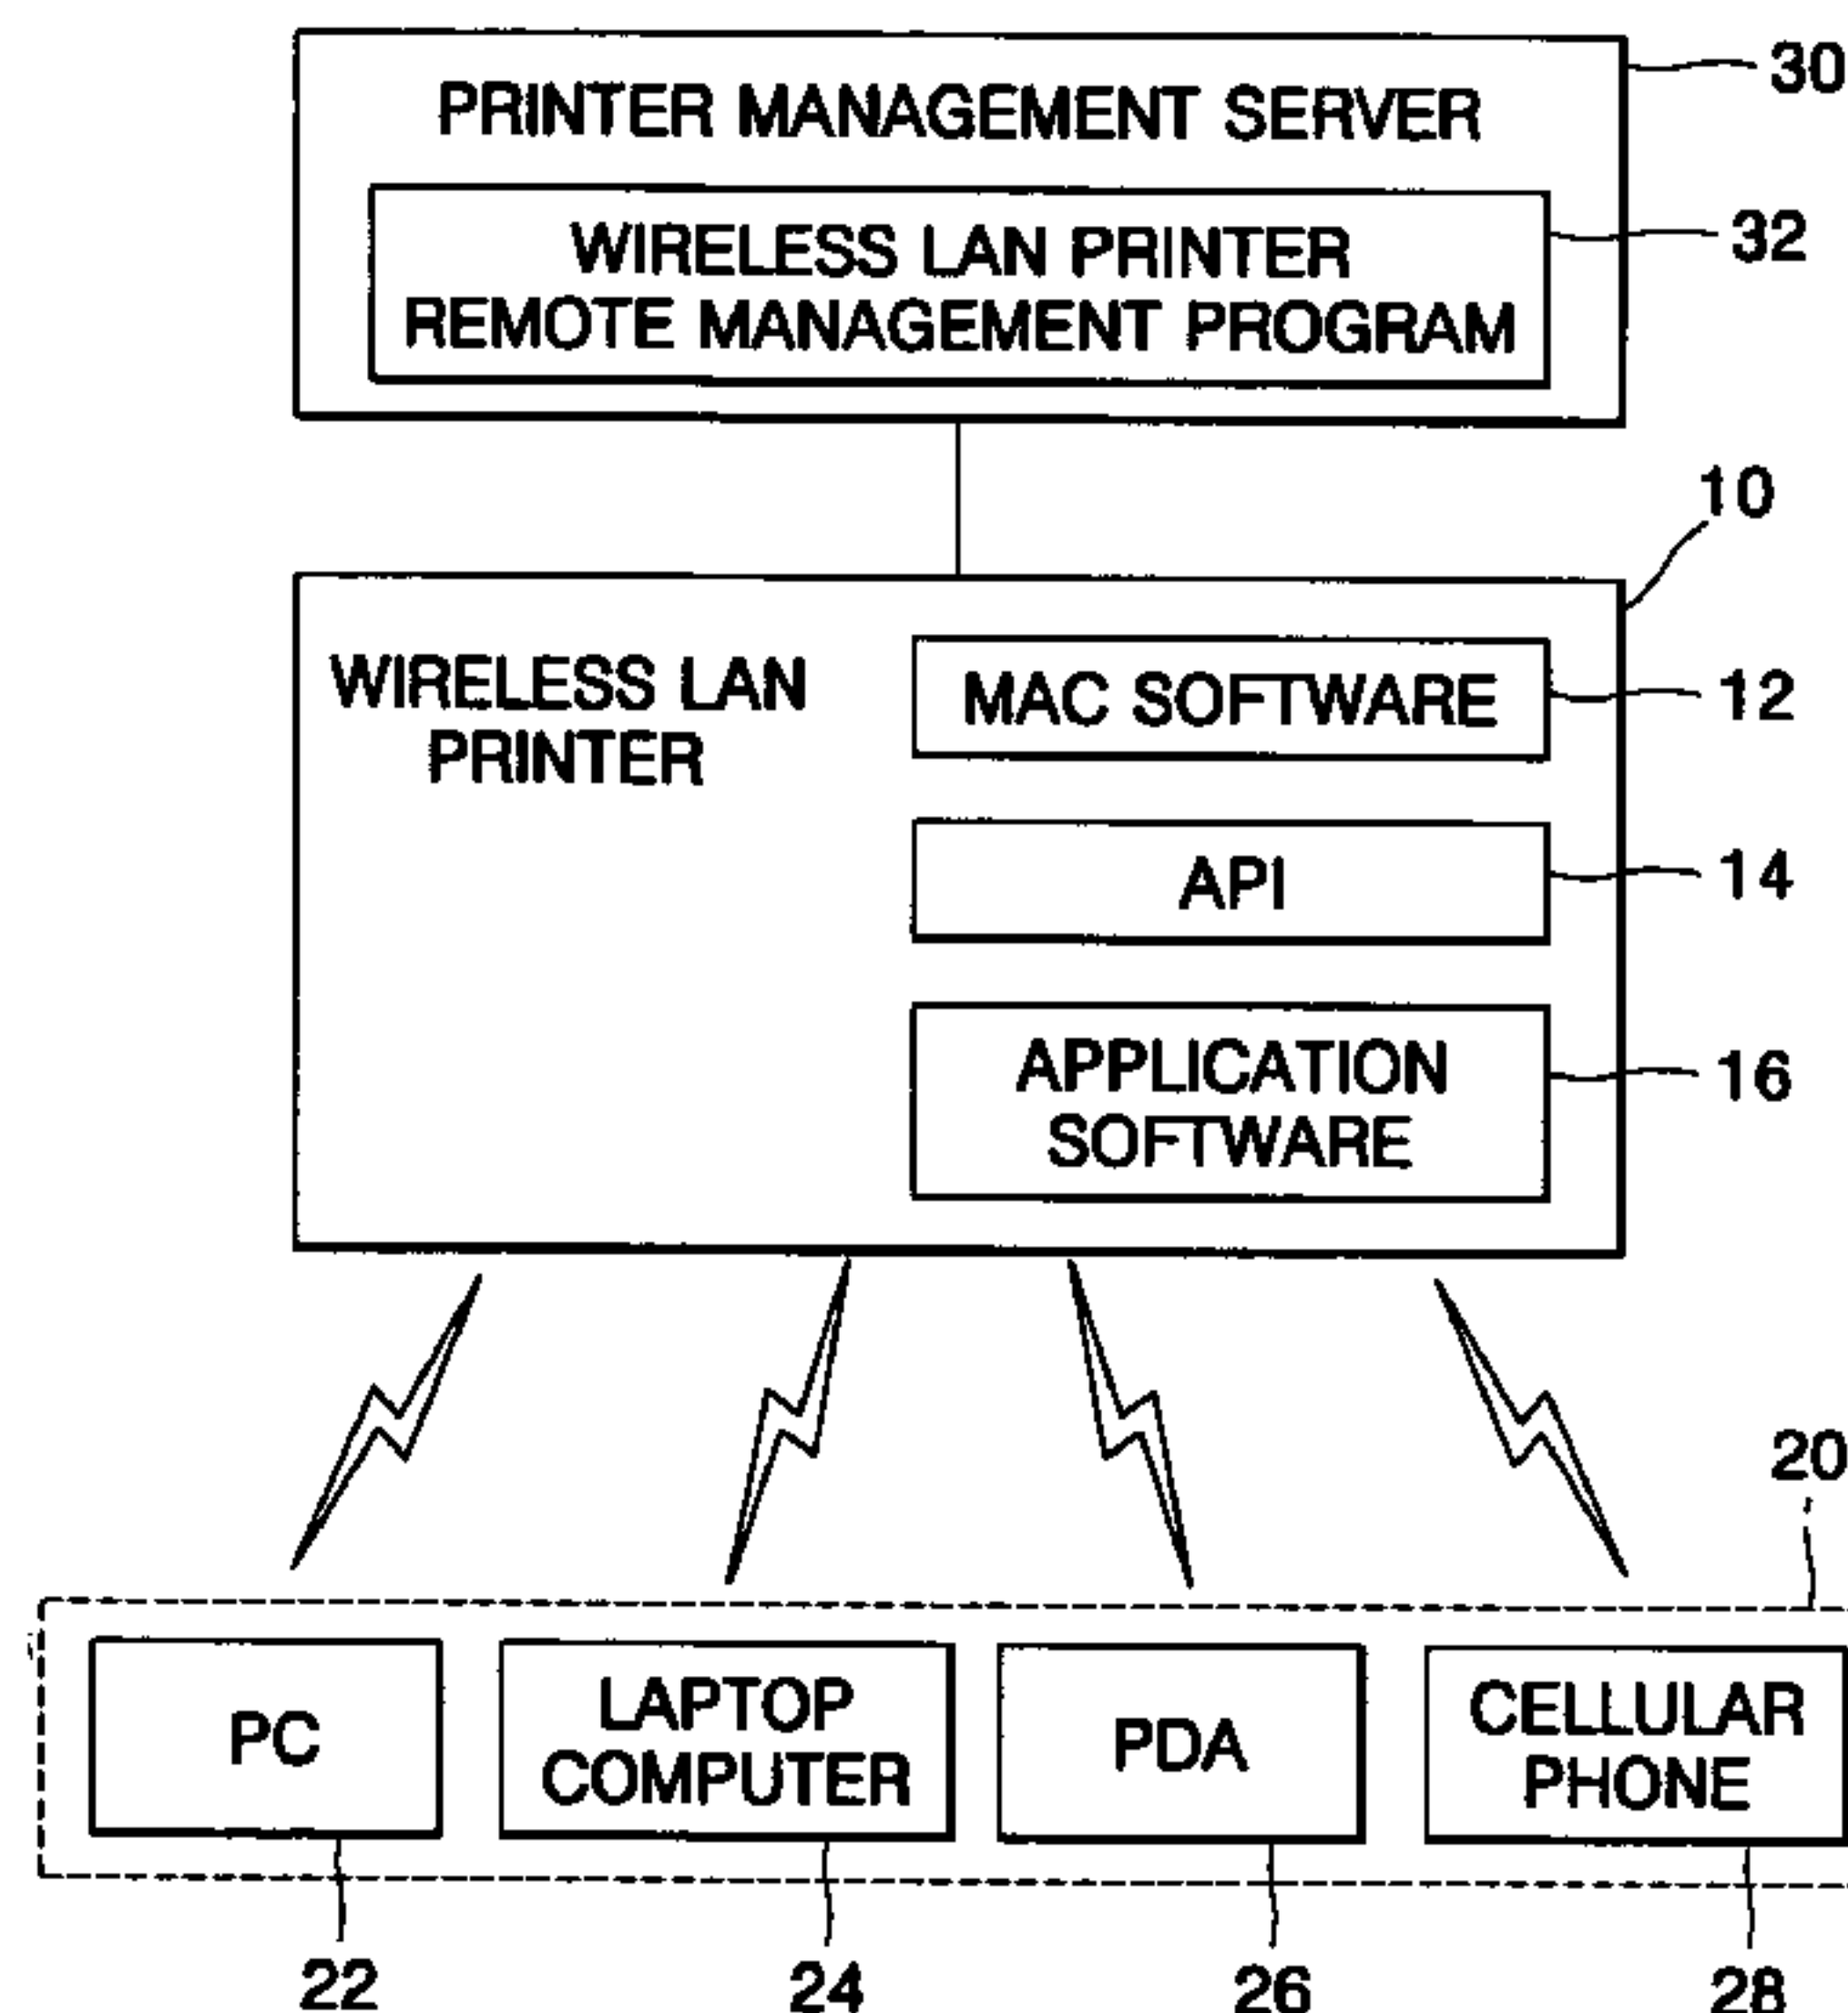 PRINTER MANAGEMENT SERVER
30
WIRELESS LAN PRINTER
REMOTE MANAGEMENT PROGRAM
32
10
WIRELESS LAN
PRINTER
MAC SOFTWARE
12
API
14
APPLICATION
SOFTWARE
16
20
PC
LAPTOP
COMPUTER
PDA
CELLULAR
PHONE
22
24
26
28